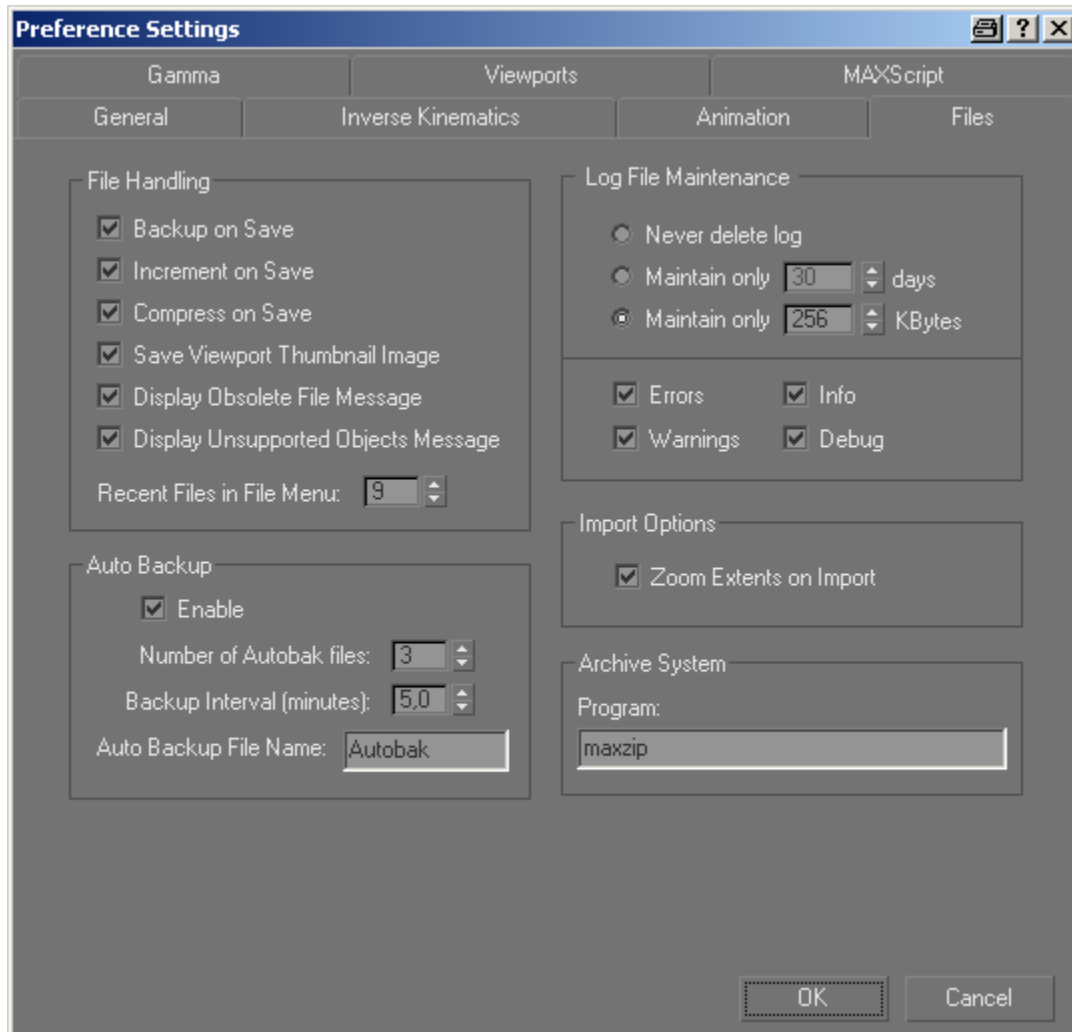 Preference Settings
Gamma
Viewports
MAXScript
General
Inverse Kinematics
Animation
Files
File Handling
Backup on Save
Increment on Save
Compress on Save
Save Viewport Thumbnail Image
Display Obsolete File Message
Display Unsupported Objects Message
Recent Files in File Menu: 9
Auto Backup
Enable
Number of Autobak files: 3
Backup Interval (minutes): 5,0
Auto Backup File Name: Autobak
Log File Maintenance
Never delete log
Maintain only 30 days
Maintain only 256 KBytes
Errors
Info
Warnings
Debug
Import Options
Zoom Extents on Import
Archive System
Program:
maxzip
OK
Cancel